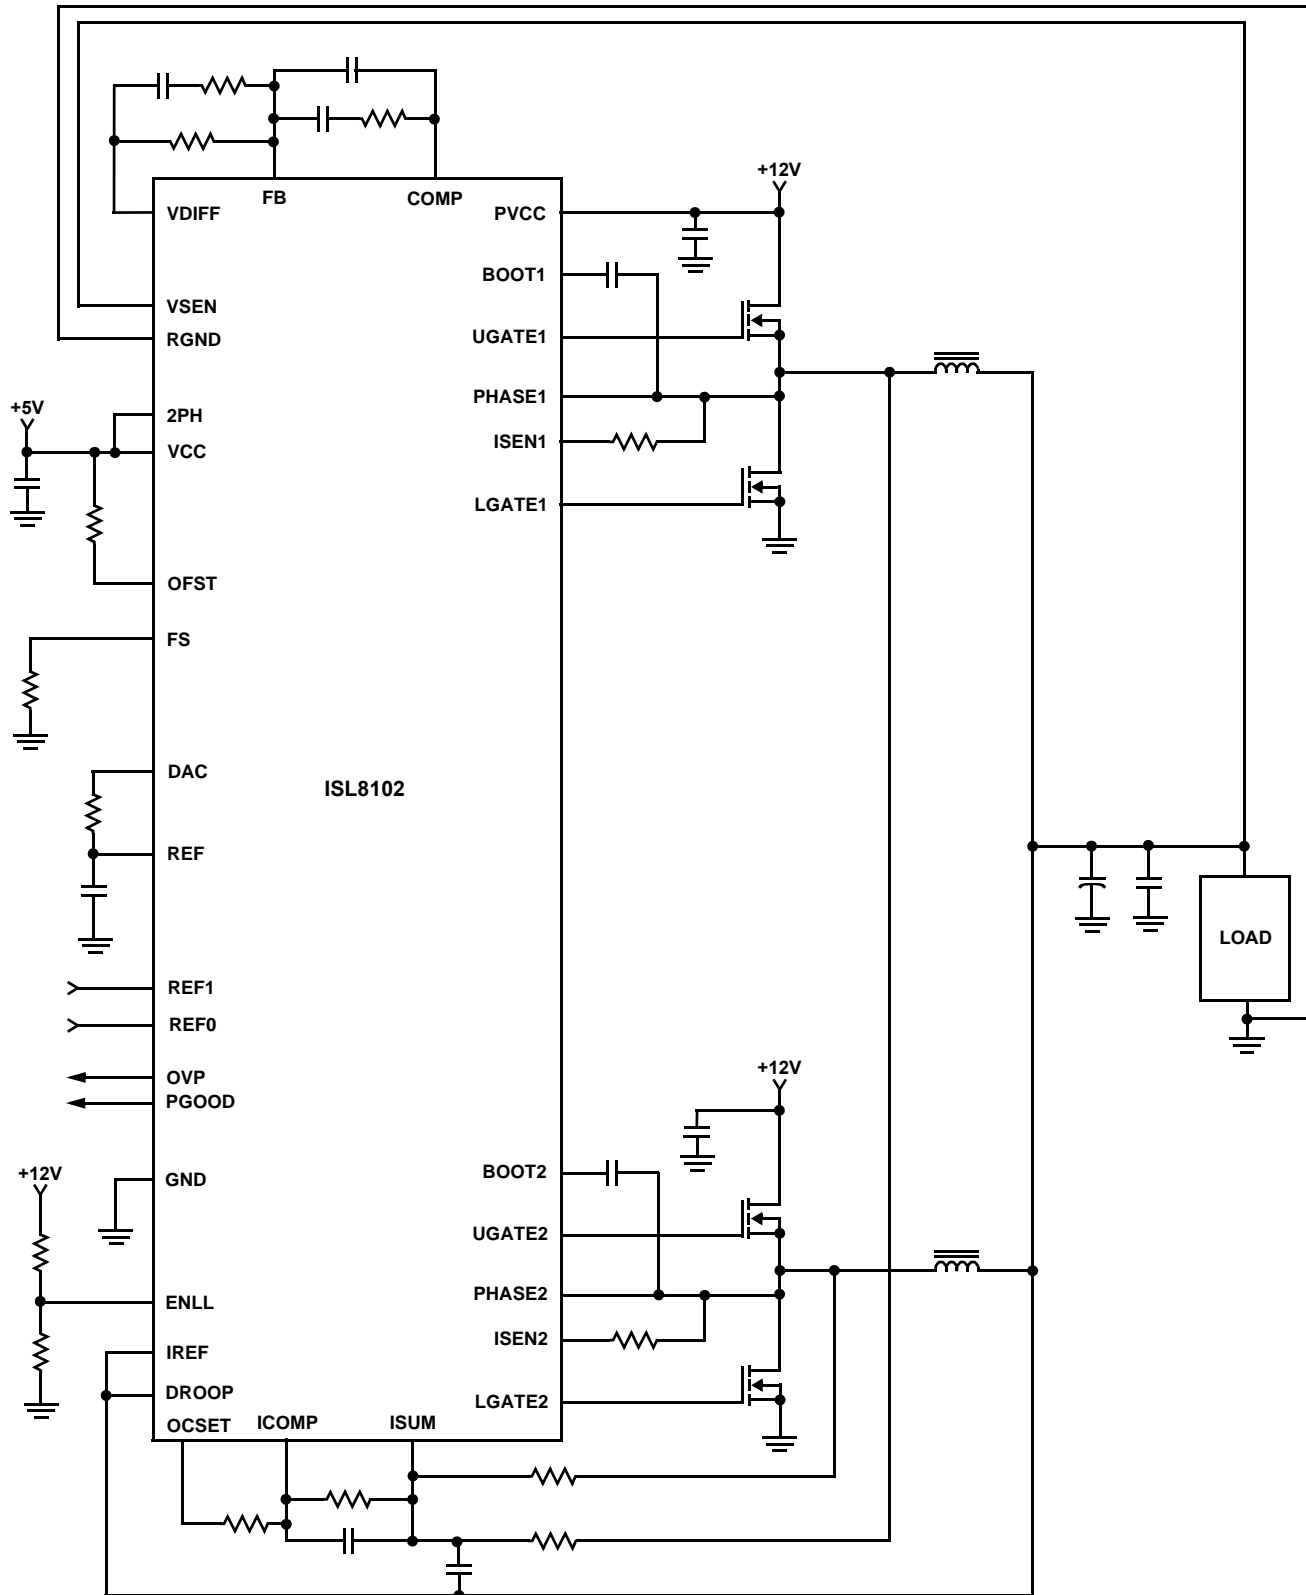 FB
COMP
+12V
VDIFF
PVCC
BOOT1
VSEN
RGND
UGATE1
+5V
2PH
VCC
PHASE1
ISEN1
LGATE1
OFST
FS
DAC
ISL8102
REF
LOAD
REF1
REF0
OVP
PGOOD
+12V
+12V
GND
BOOT2
UGATE2
ENLL
PHASE2
ISEN2
IREF
DROOP
LGATE2
OCSET
ICOMP
ISUM